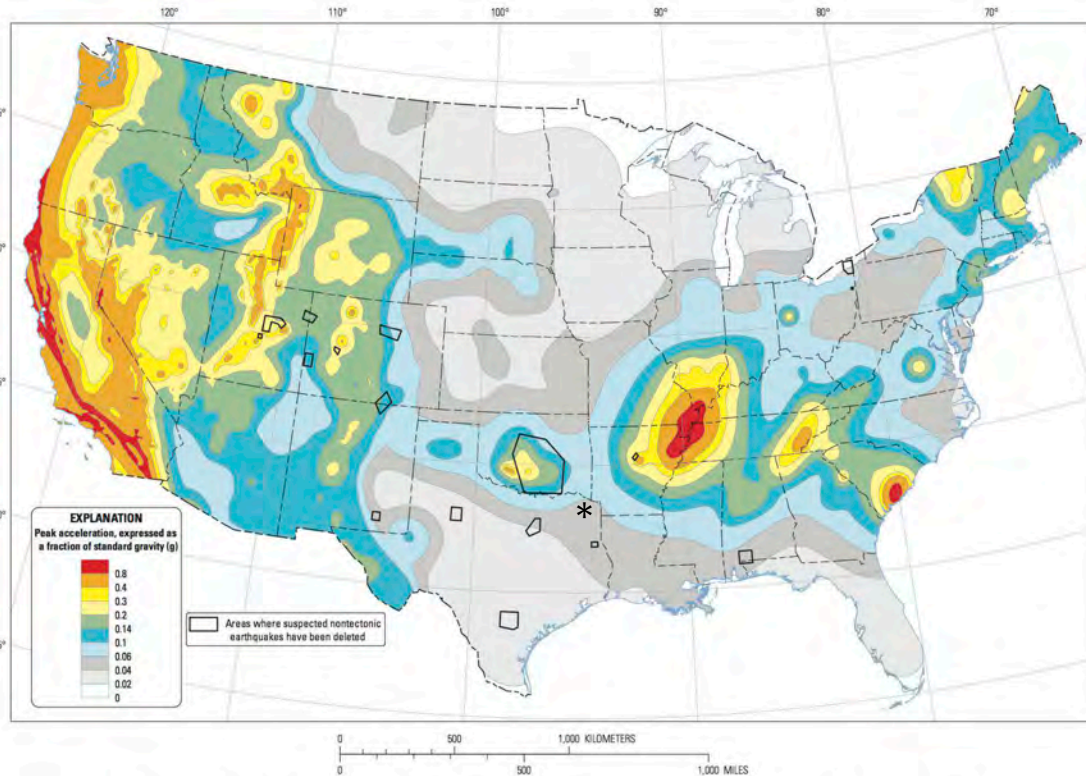 120° 110° 100° 90° 80° 70°
EXPLANATION
Peak acceleration, expressed as
a fraction of standard gravity (g)
0.8
0.4
0.3
0.2
0.14
0.1
0.06
0.04
0.02
0
Areas where suspected nontectonic
earthquakes have been deleted
*
0 500 1,000 KILOMETERS
0 500 1,000 MILES